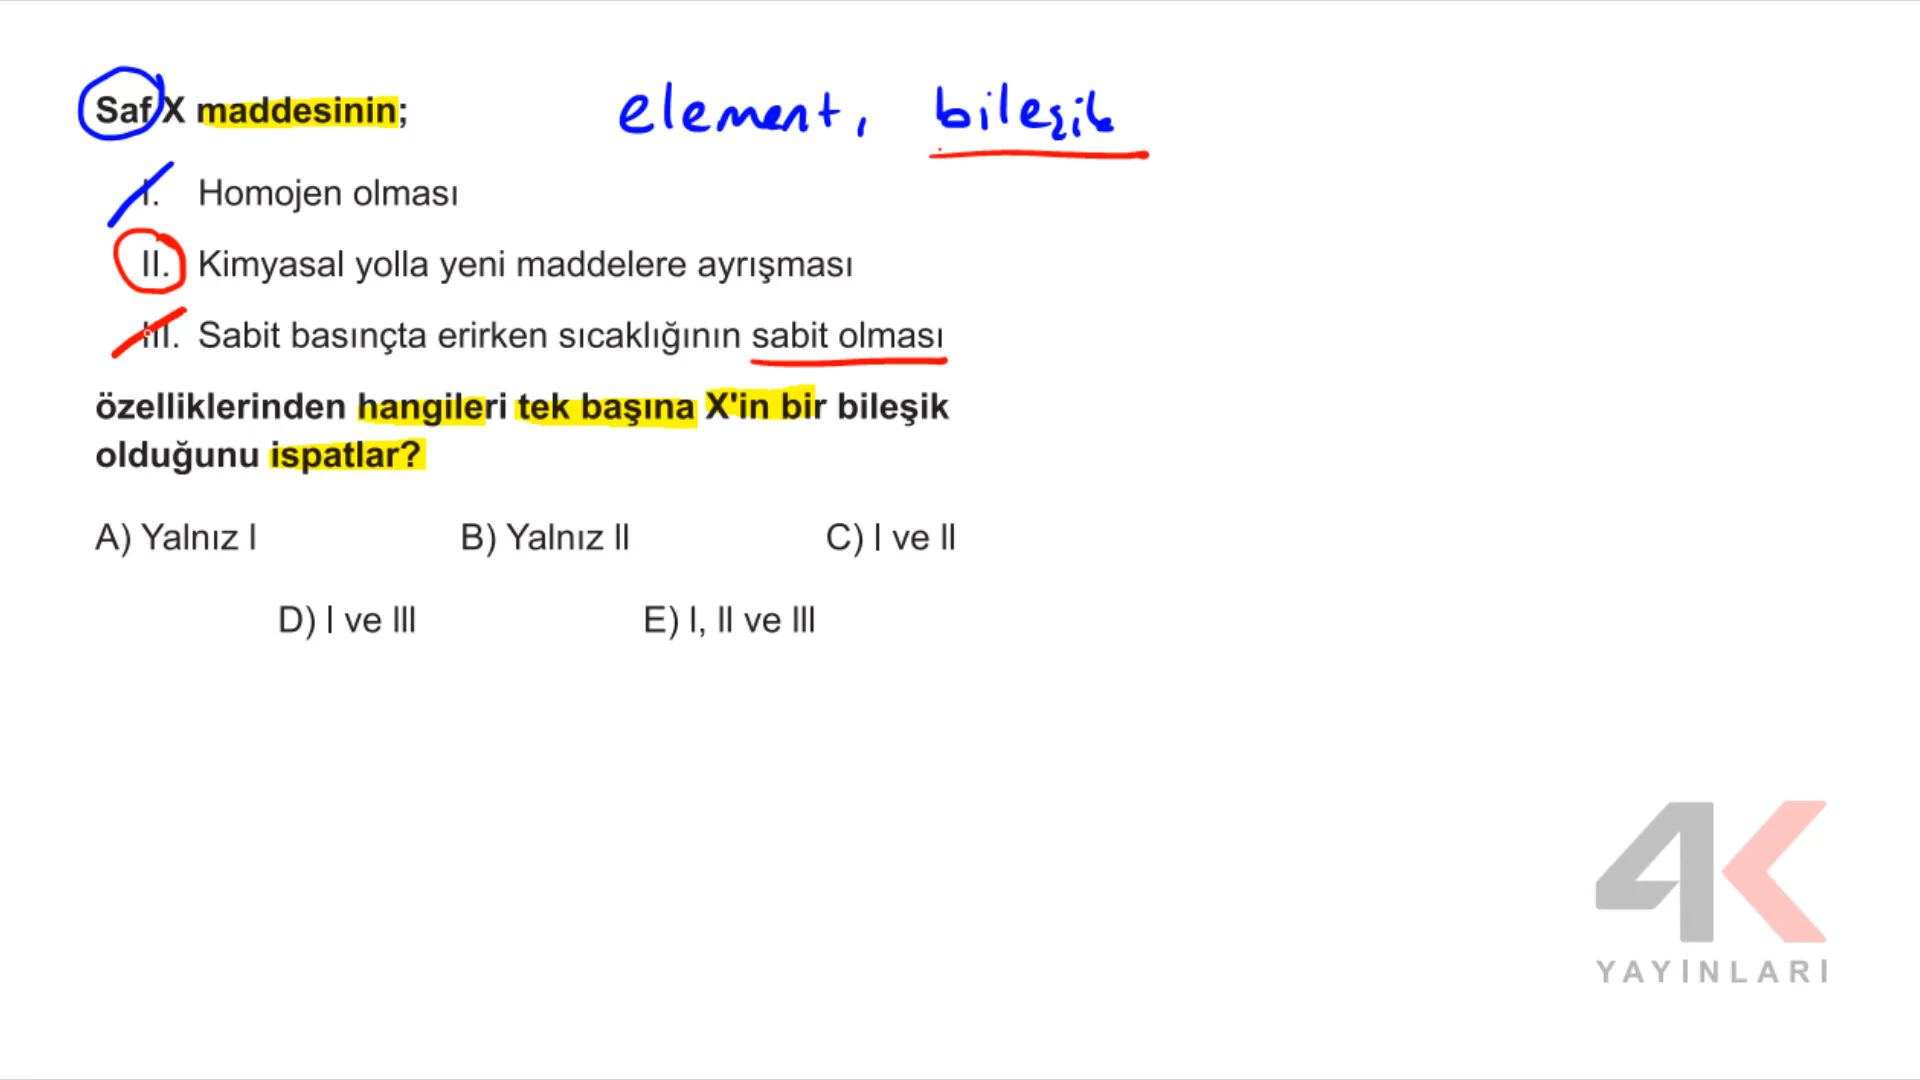 Saf X maddesinin;
element, bileşik
I. Homojen olması
II. Kimyasal yolla yeni maddelere ayrışması
III. Sabit basınçta erirken sıcaklığının sabit olması
özelliklerinden hangileri tek başına X'in bir bileşik
olduğunu ispatlar?
A) Yalnız I B) Yalnız II C) I ve II
D) I ve III E) I, II ve III
4K
YAYINLARI